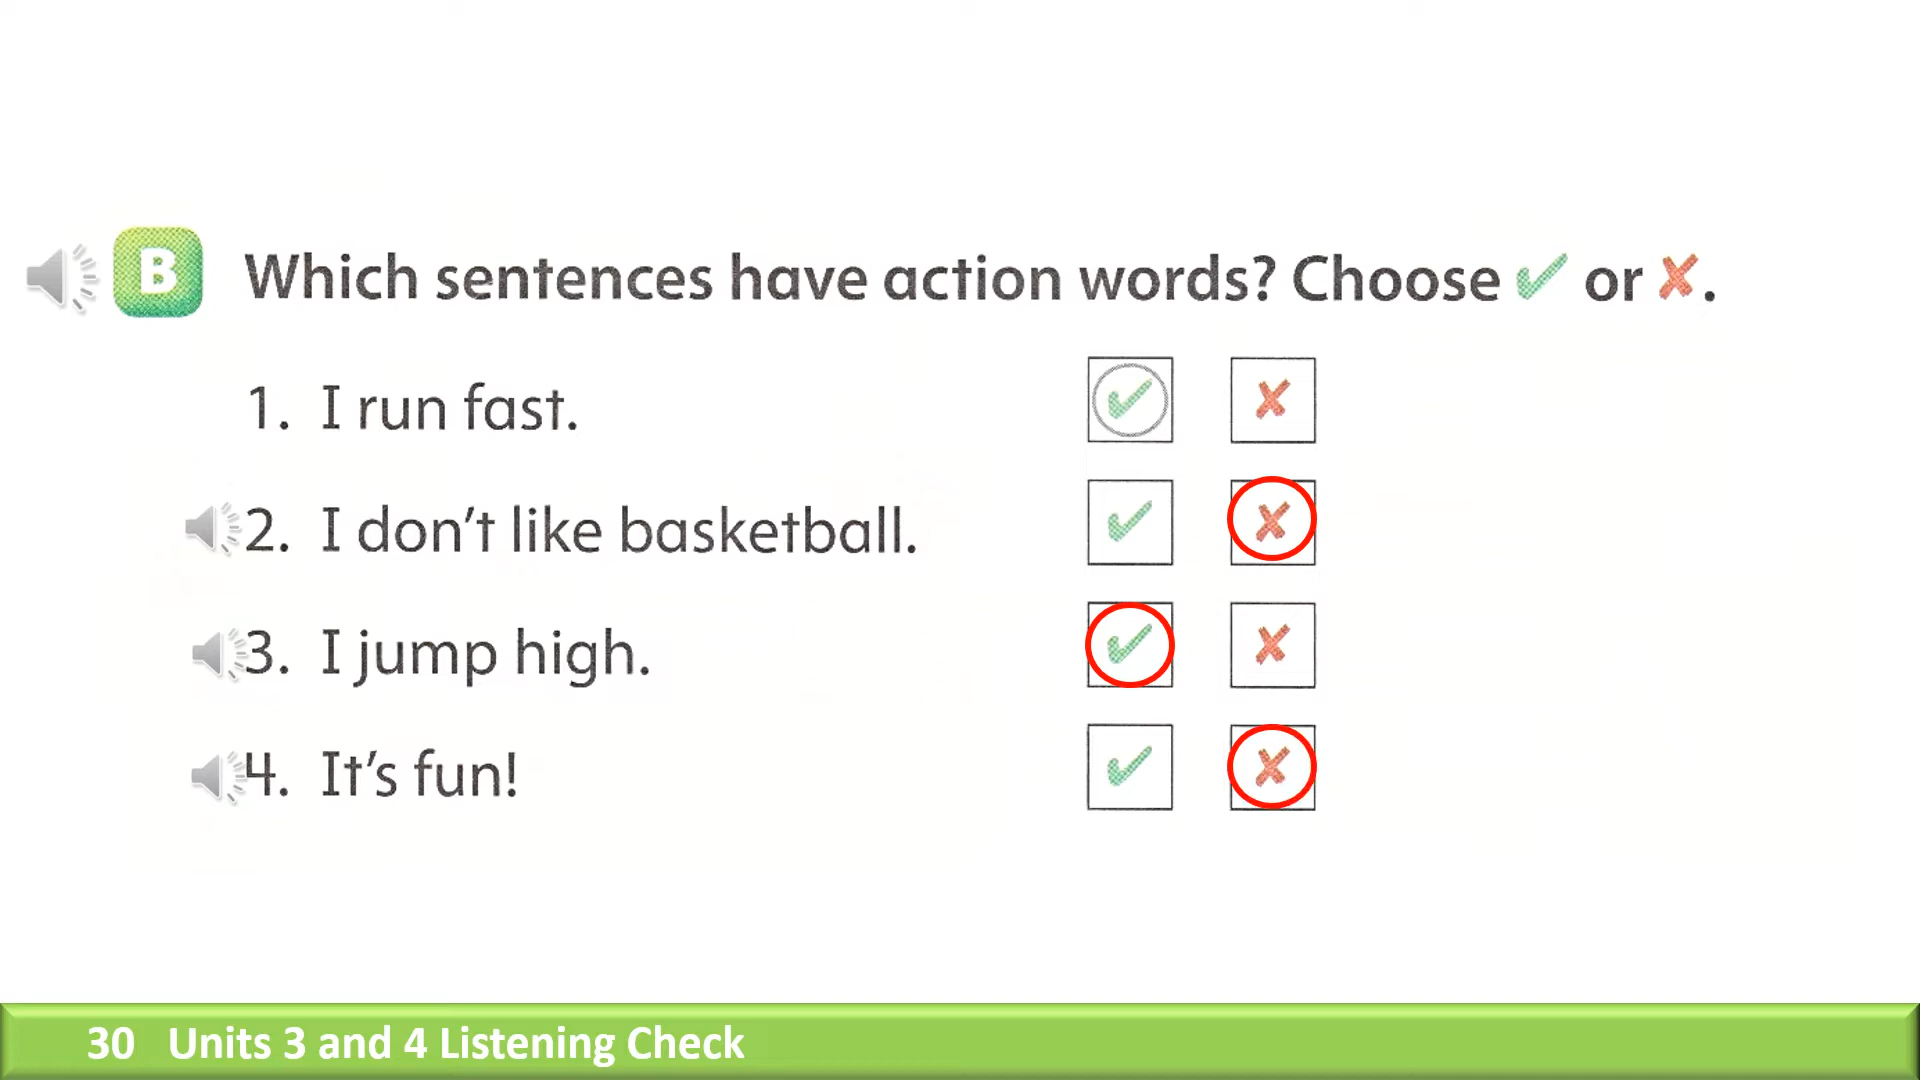 B Which sentences have action words? Choose ✓ or ✗.
1. I run fast. ✓ ✗
2. I don't like basketball. ✓ ✗
3. I jump high. ✓ ✗
4. It's fun! ✓ ✗
30 Units 3 and 4 Listening Check